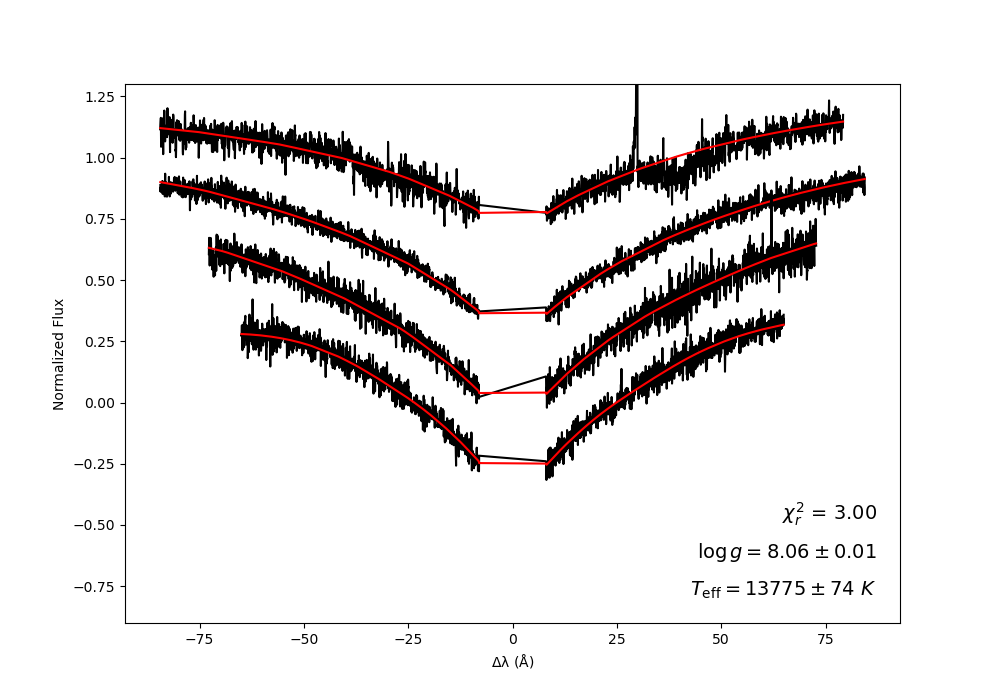 1.25
1.00
0.75
0.50
0.25
0.00
−0.25
−0.50
−0.75
Normalized Flux
χ²ᵣ = 3.00
log g = 8.06 ± 0.01
T_eff = 13775 ± 74 K
−75 −50 −25 0 25 50 75
Δλ (Å)